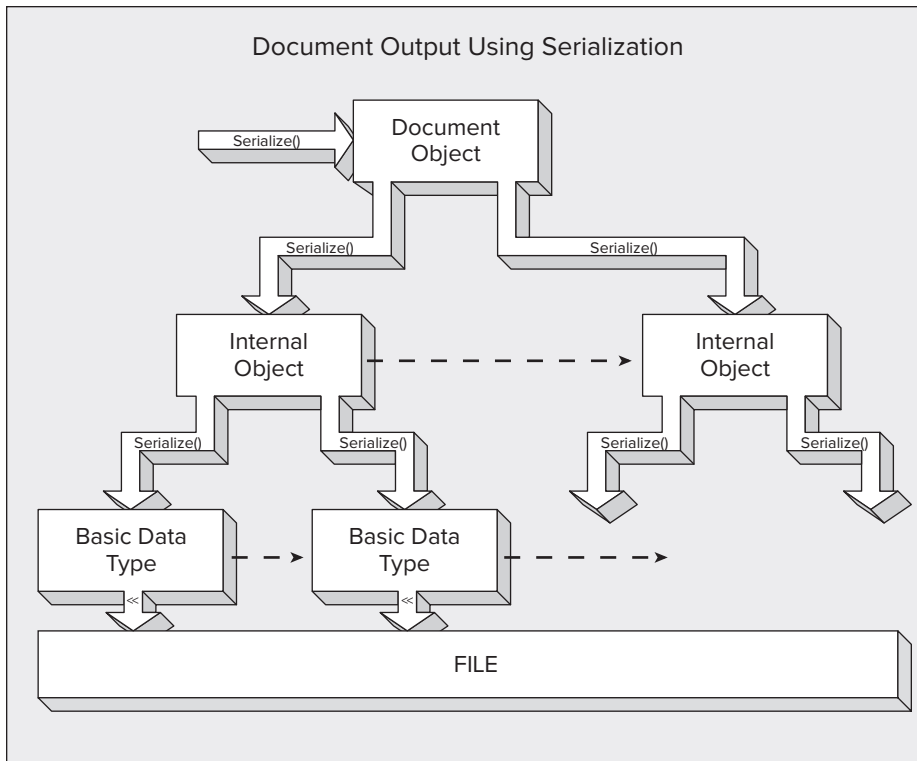 Document Output Using Serialization
Serialize()
Document
Object
Serialize()
Serialize()
Internal
Object
Internal
Object
Serialize()
Serialize()
Serialize()
Serialize()
Basic Data
Type
Basic Data
Type
<<
<<
FILE